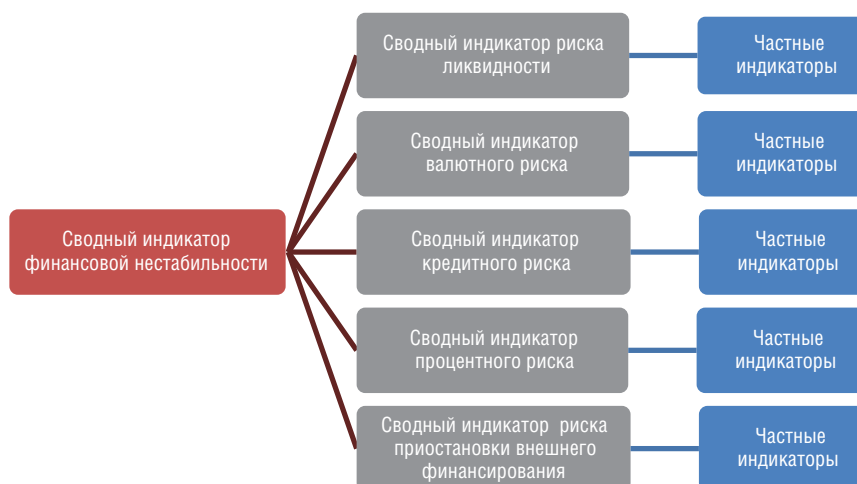 Сводный индикатор риска
ликвидности
Частные
индикаторы
Сводный индикатор
валютного риска
Частные
индикаторы
Сводный индикатор
финансовой нестабильности
Сводный индикатор
кредитного риска
Частные
индикаторы
Сводный индикатор
процентного риска
Частные
индикаторы
Сводный индикатор риска
приостановки внешнего
финансирования
Частные
индикаторы